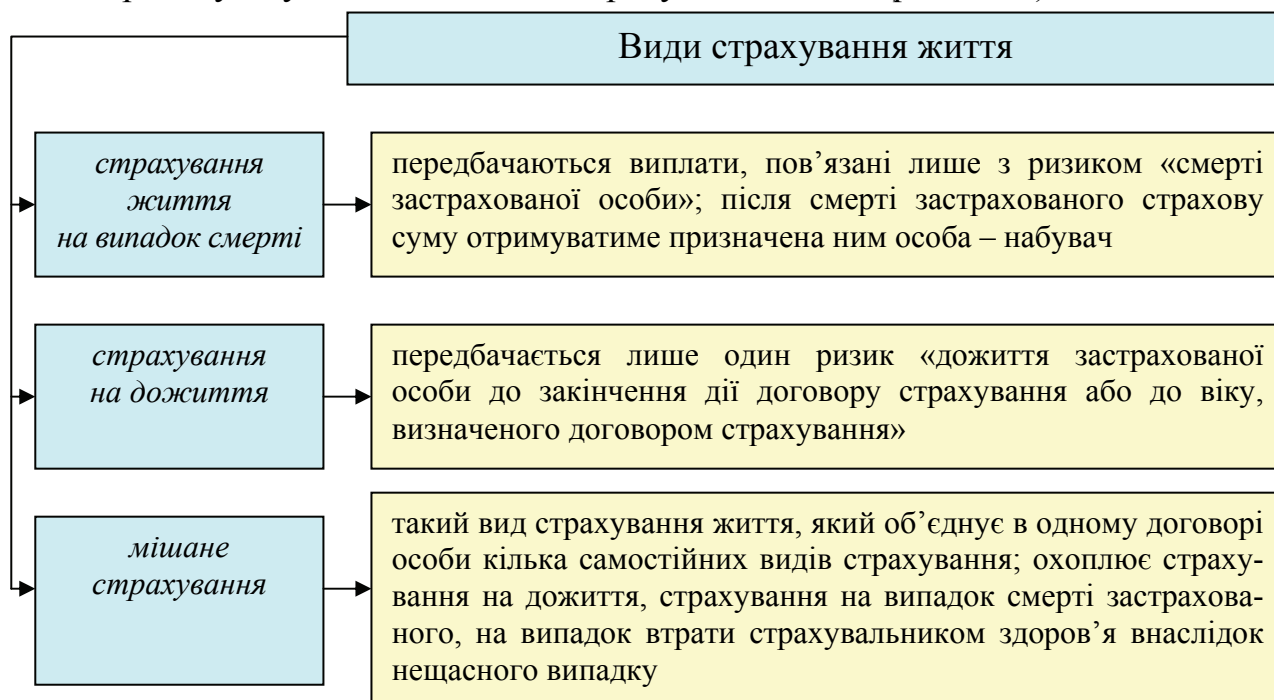 Види страхування життя
страхування
життя
на випадок смерті
передбачаються виплати, пов’язані лише з ризиком «смерті
застрахованої особи»; після смерті застрахованого страхову
суму отримуватиме призначена ним особа – набувач
страхування
на дожиття
передбачається лише один ризик «дожиття застрахованої
особи до закінчення дії договору страхування або до віку,
визначеного договором страхування»
мішане
страхування
такий вид страхування життя, який об’єднує в одному договорі
особи кілька самостійних видів страхування; охоплює страху-
вання на дожиття, страхування на випадок смерті застрахова-
ного, на випадок втрати страхувальником здоров’я внаслідок
нещасного випадку